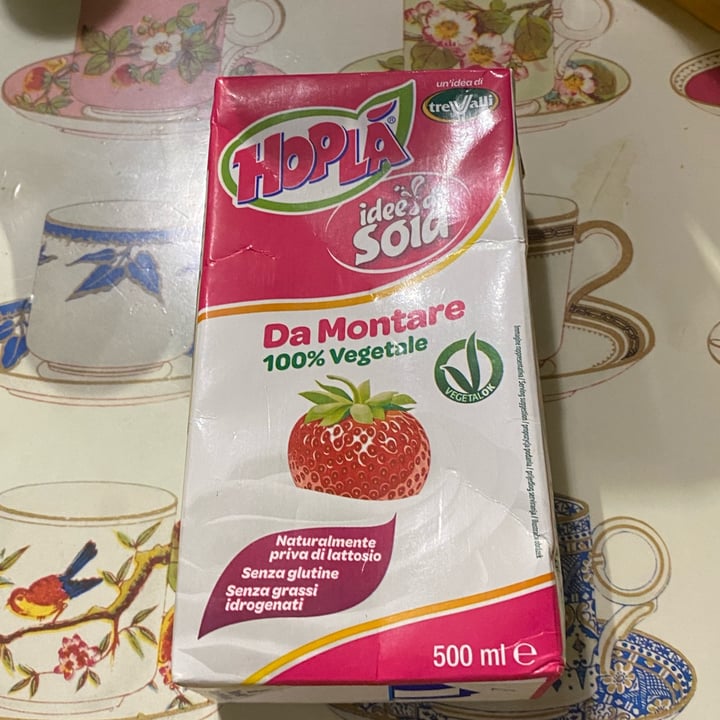 un'idea di
treValli
HOPLÀ®
idee di
soia
Da Montare
100% Vegetale
VEGETALOK
Naturalmente
priva di lattosio
Senza glutine
Senza grassi
idrogenati
500 ml e